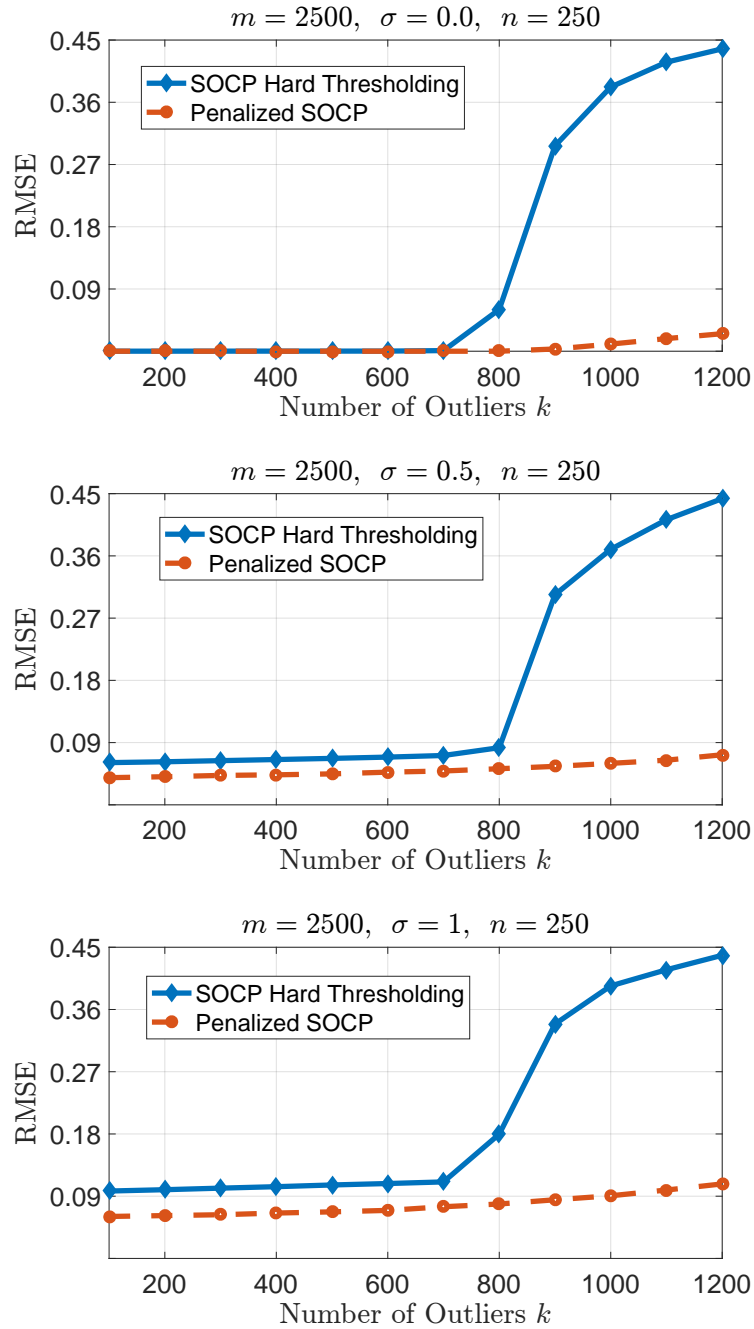 m = 2500, σ = 0.0, n = 250
0.45
0.36
0.27
0.18
0.09
RMSE
SOCP Hard Thresholding
Penalized SOCP
200 400 600 800 1000 1200
Number of Outliers k
m = 2500, σ = 0.5, n = 250
0.45
0.36
0.27
0.18
0.09
RMSE
SOCP Hard Thresholding
Penalized SOCP
200 400 600 800 1000 1200
Number of Outliers k
m = 2500, σ = 1, n = 250
0.45
0.36
0.27
0.18
0.09
RMSE
SOCP Hard Thresholding
Penalized SOCP
200 400 600 800 1000 1200
Number of Outliers k